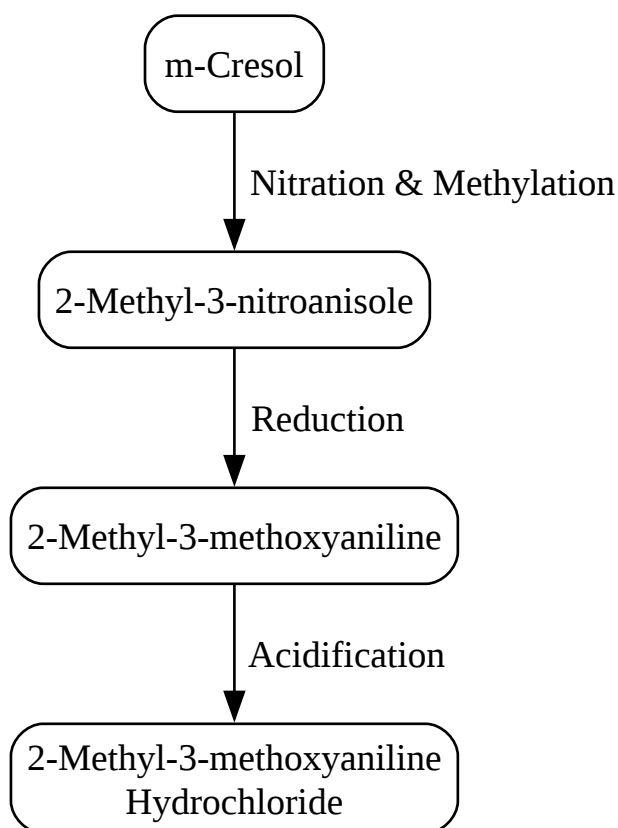 m-Cresol
Nitration & Methylation
2-Methyl-3-nitroanisole
Reduction
2-Methyl-3-methoxyaniline
Acidification
2-Methyl-3-methoxyaniline
Hydrochloride